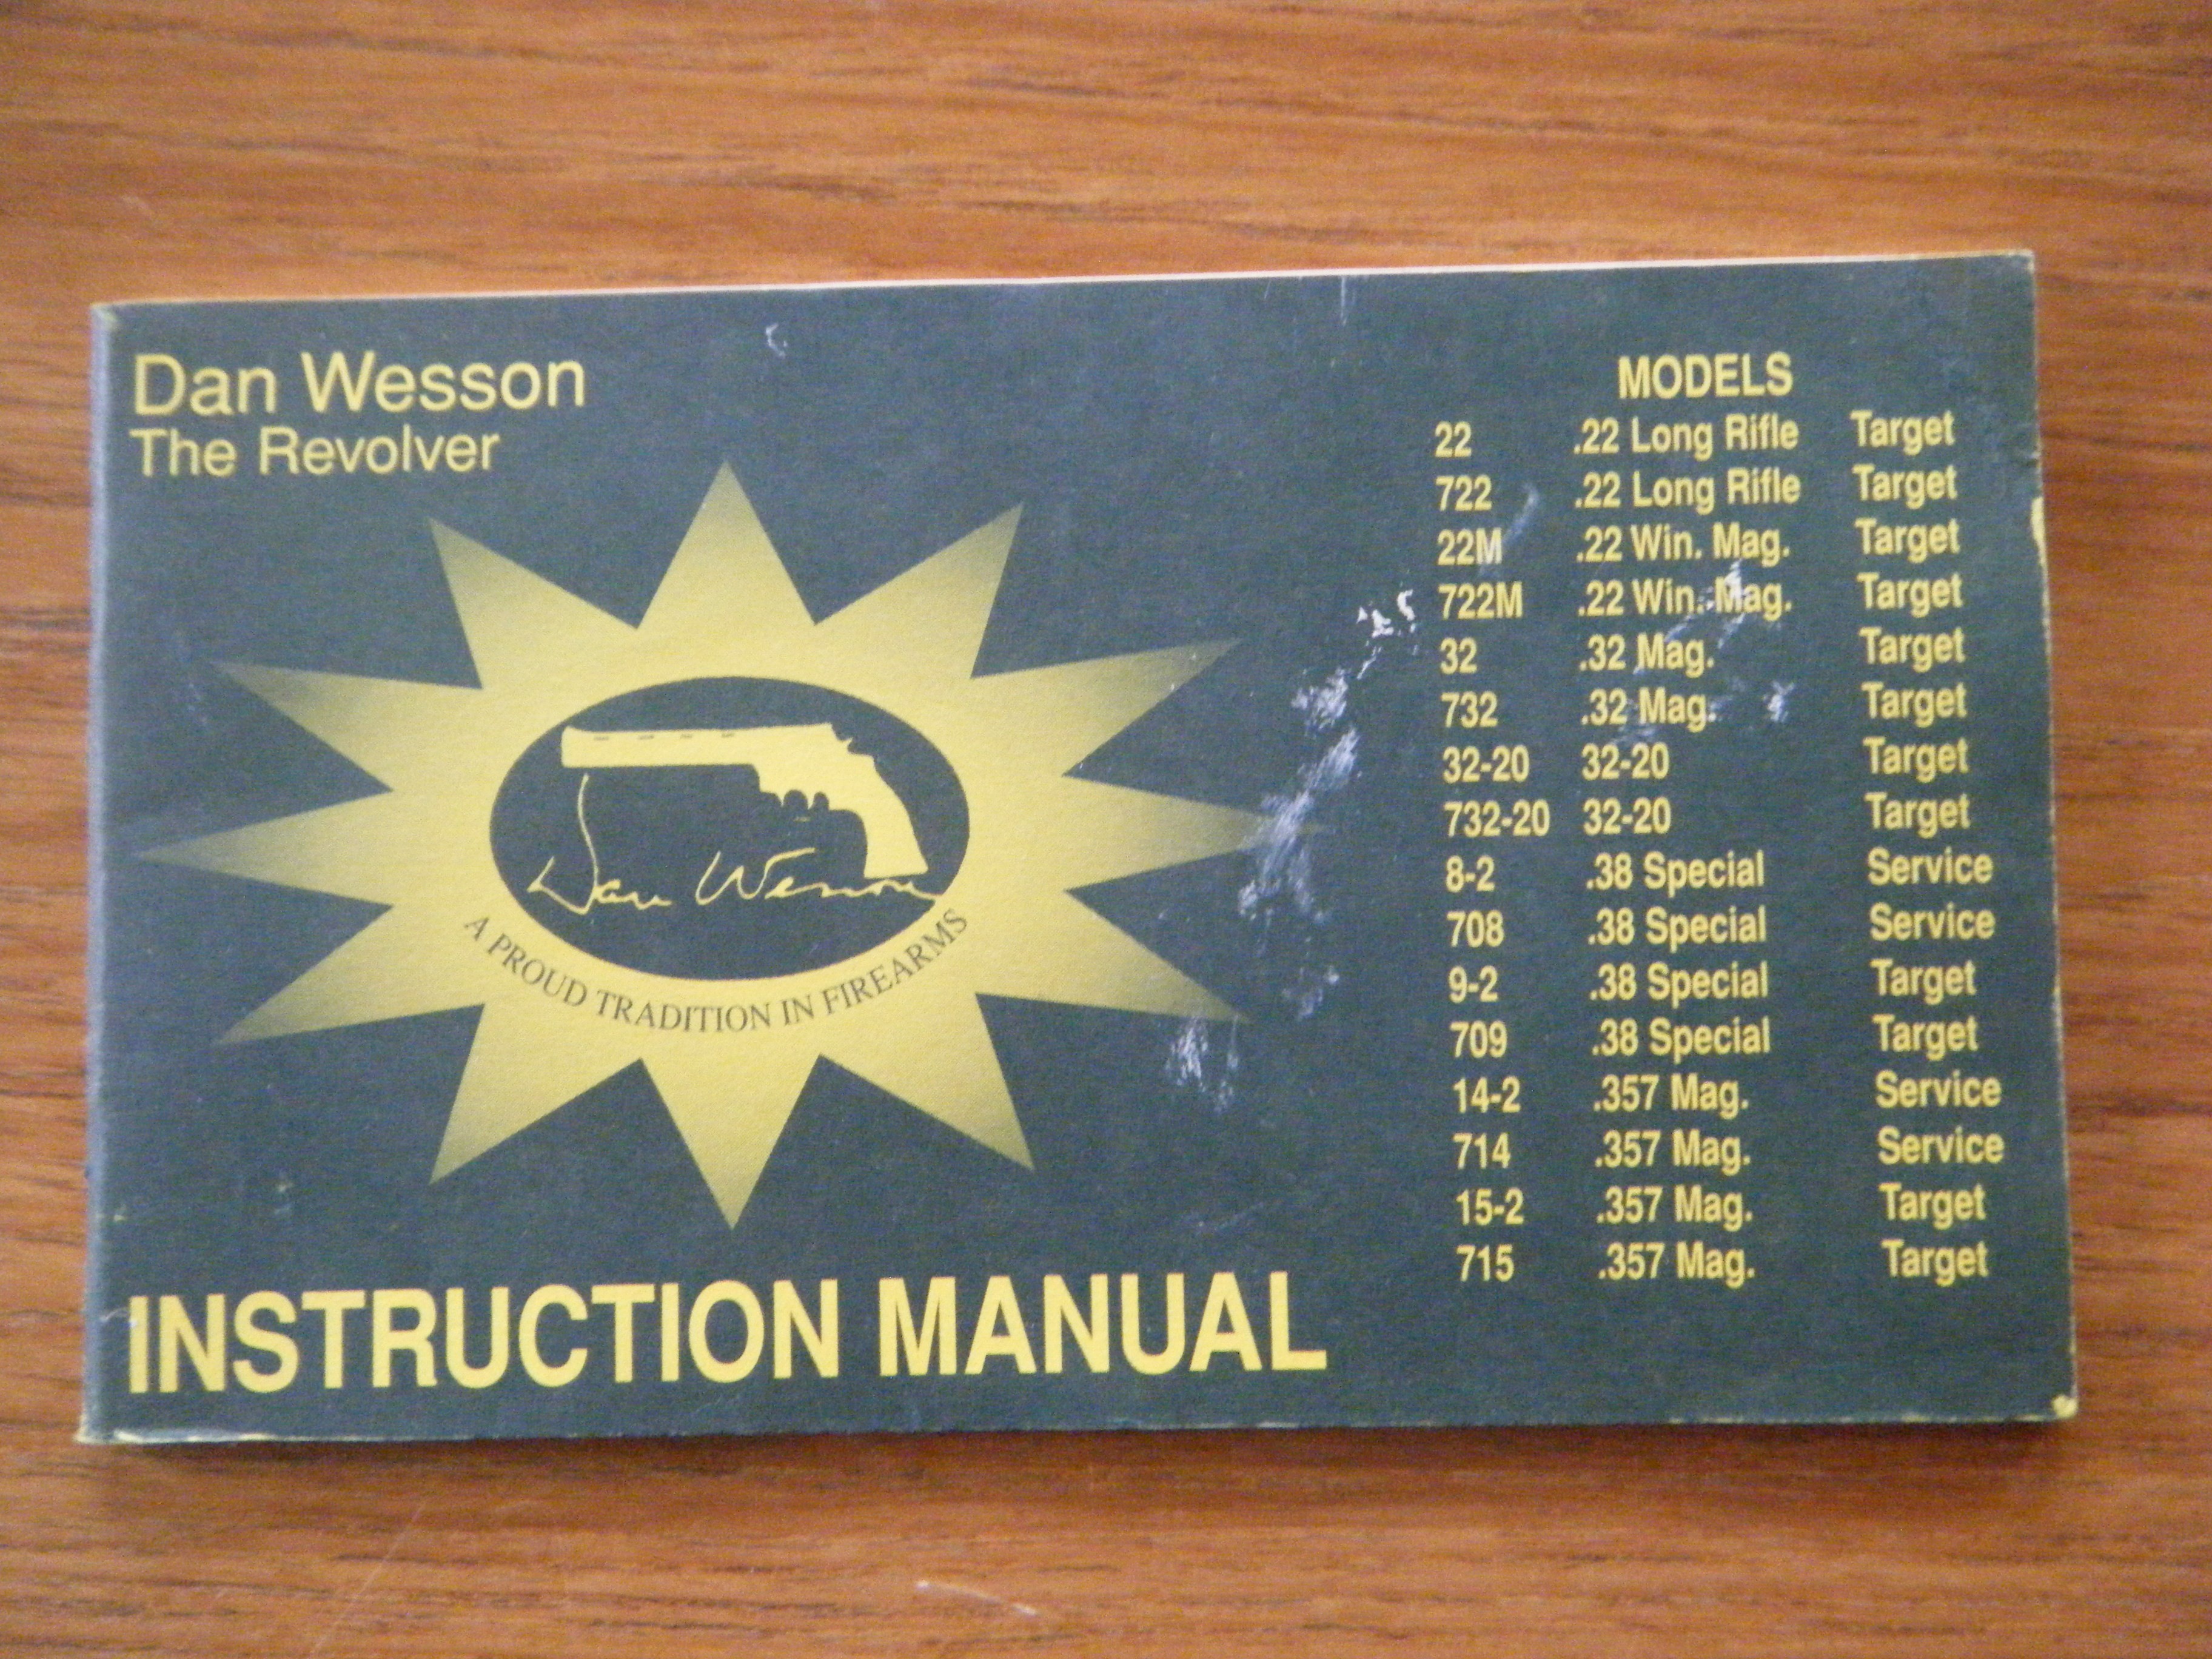 Dan Wesson
The Revolver
Dan Wesson
A PROUD TRADITION IN FIREARMS
INSTRUCTION MANUAL
MODELS
22 .22 Long Rifle Target
722 .22 Long Rifle Target
22M .22 Win. Mag. Target
722M .22 Win. Mag. Target
32 .32 Mag. Target
732 .32 Mag. Target
32-20 32-20 Target
732-20 32-20 Target
8-2 .38 Special Service
708 .38 Special Service
9-2 .38 Special Target
709 .38 Special Target
14-2 .357 Mag. Service
714 .357 Mag. Service
15-2 .357 Mag. Target
715 .357 Mag. Target